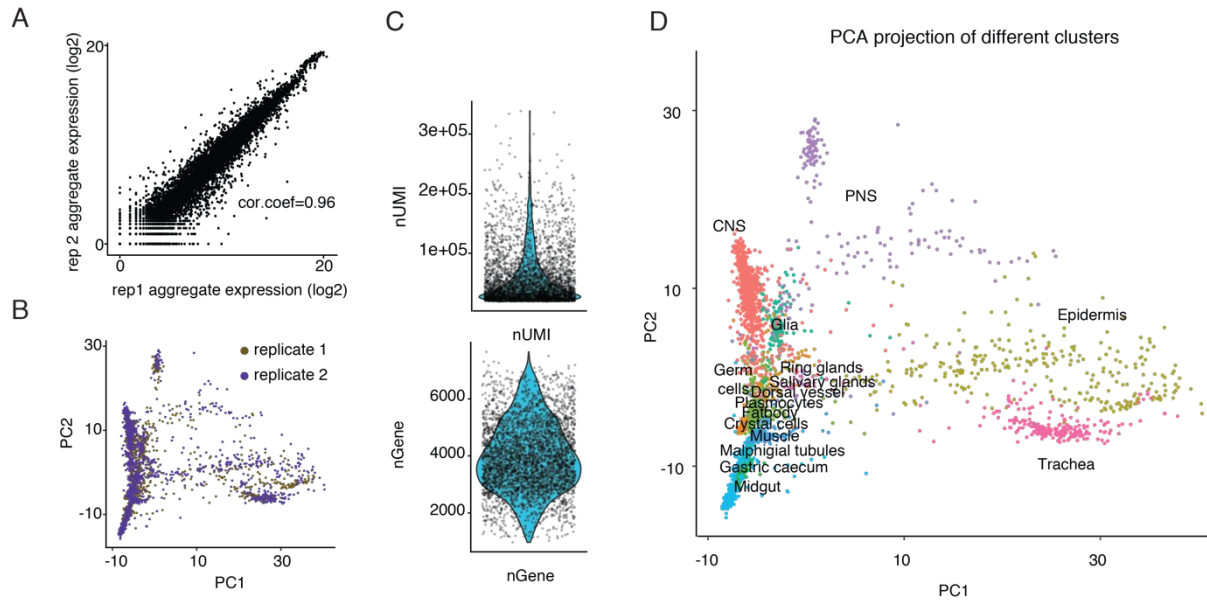 A
20
rep 2 aggregate expression (log2)
cor.coef=0.96
0
0
20
rep1 aggregate expression (log2)
B
30
replicate 1
replicate 2
PC2
10
-10
-10
10
30
PC1
C
3e+05
nUMI
2e+05
1e+05
nUMI
6000
nGene
4000
2000
nGene
D
PCA projection of different clusters
30
PNS
CNS
PC2
10
Epidermis
Glia
Germ
cells
Ring glands
Salivary glands
Dorsal vessel
Plasmocytes
Fatbody
Crystal cells
Muscle
Malphigial tubules
Gastric caecum
Midgut
Trachea
-10
-10
10
30
PC1